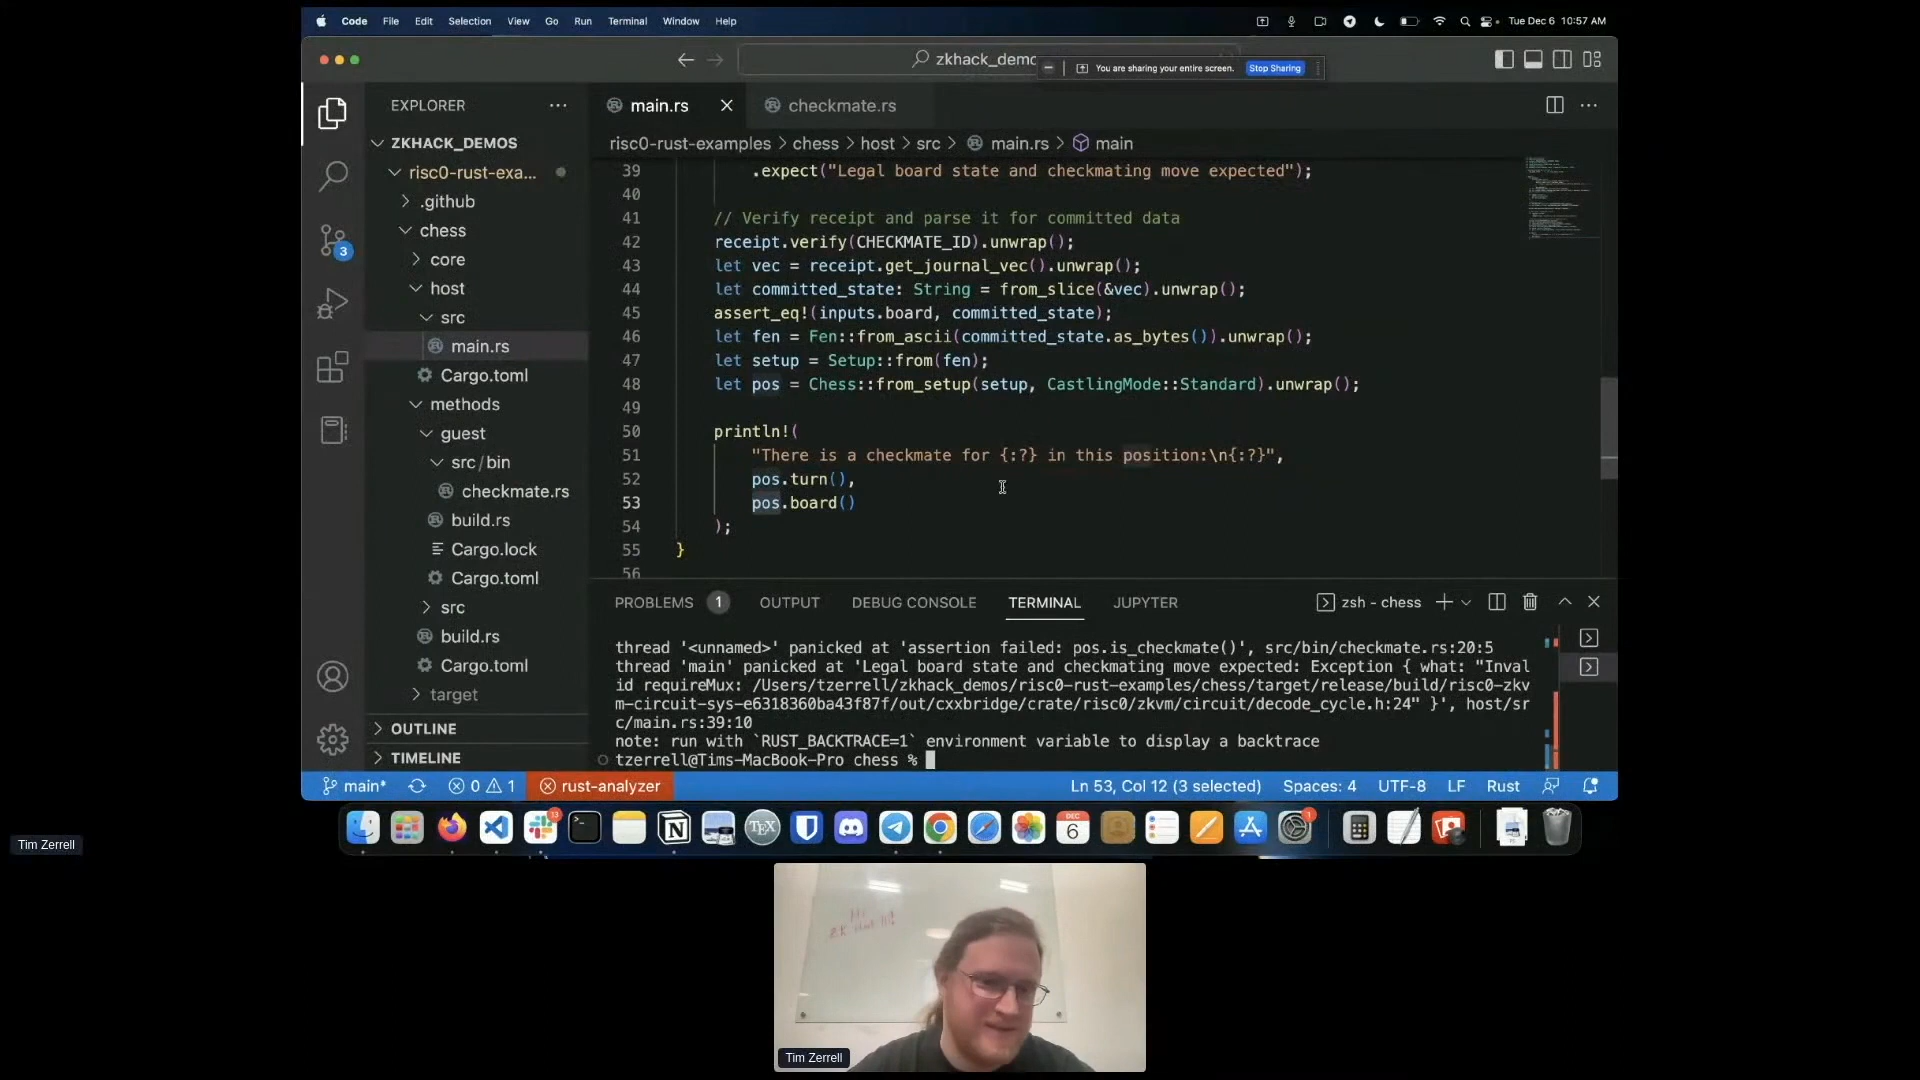 Code File Edit Selection View Go Run Terminal Window Help
Tue Dec 6 10:57 AM
zkhack_demo
You are sharing your entire screen. Stop Sharing
EXPLORER
main.rs
checkmate.rs
ZKHACK_DEMOS
risc0-rust-examples > chess > host > src > main.rs > main
risc0-rust-exa...
.github
chess
core
host
src
main.rs
Cargo.toml
methods
guest
src/bin
checkmate.rs
build.rs
Cargo.lock
Cargo.toml
src
build.rs
Cargo.toml
target
OUTLINE
TIMELINE
3
39 .expect("Legal board state and checkmating move expected");
40
41 // Verify receipt and parse it for committed data
42 receipt.verify(CHECKMATE_ID).unwrap();
43 let vec = receipt.get_journal_vec().unwrap();
44 let committed_state: String = from_slice(&vec).unwrap();
45 assert_eq!(inputs.board, committed_state);
46 let fen = Fen::from_ascii(committed_state.as_bytes()).unwrap();
47 let setup = Setup::from(fen);
48 let pos = Chess::from_setup(setup, CastlingMode::Standard).unwrap();
49
50 println!(
51 "There is a checkmate for {:?} in this position:\n{:?}",
52 pos.turn(),
53 pos.board()
54 );
55 }
56
PROBLEMS 1 OUTPUT DEBUG CONSOLE TERMINAL JUPYTER
zsh - chess
thread '<unnamed>' panicked at 'assertion failed: pos.is_checkmate()', src/bin/checkmate.rs:20:5
thread 'main' panicked at 'Legal board state and checkmating move expected: Exception { what: "Inval
id requireMux: /Users/tzerrell/zkhack_demos/risc0-rust-examples/chess/target/release/build/risc0-zkv
m-circuit-sys-e6318360ba43f87f/out/cxxbridge/crate/risc0/zkvm/circuit/decode_cycle.h:24" }', host/sr
c/main.rs:39:10
note: run with `RUST_BACKTRACE=1` environment variable to display a backtrace
tzerrell@Tims-MacBook-Pro chess %
main* 0 1 rust-analyzer
Ln 53, Col 12 (3 selected) Spaces: 4 UTF-8 LF Rust
13
TEX
DEC
6
1
Tim Zerrell
Tim Zerrell